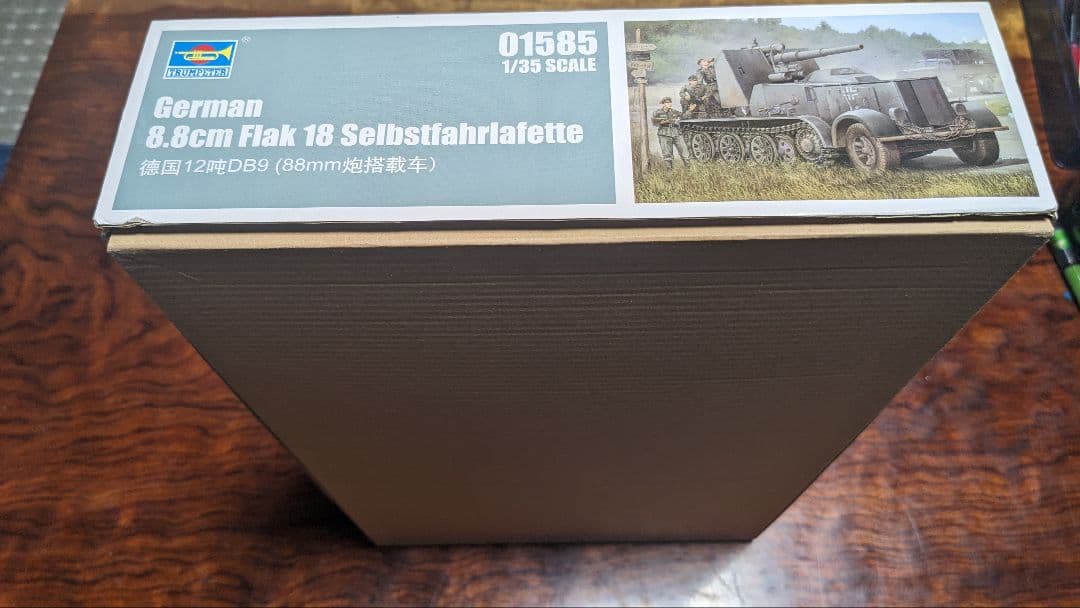 TRUMPETER
®
01585
1/35 SCALE
German
8.8cm Flak 18 Selbstfahrlafette
德国12吨DB9 (88mm炮搭载车）